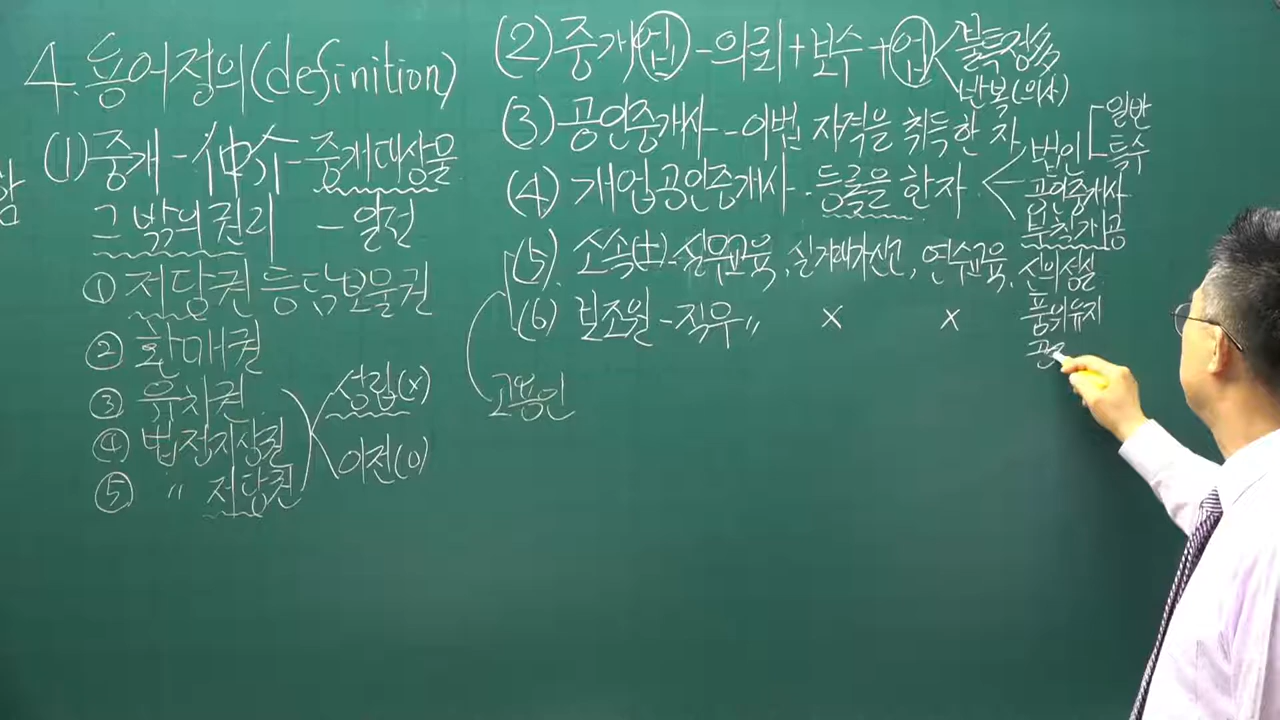 4. 용어정의(definition)
(1) 중개 - 仲介 - 중개대상물
그 밖의 권리 - 일전
① 저당권 등 담보물권
② 환매권
③ 유치권
④ 법정지상권
⑤ 〃 저당권
성립(x)
이전(o)
(2) 중개업 - 의뢰 + 보수 + 업
불특정多
반복(의사)
(3) 공인중개사 - 이법 자격을 취득한 자
(4) 개업공인중개사 . 등록을 한자
법인
일반
특수
공인중개사
부칙개공
(5). 소속(士) - 실무교육, 실거래가신고, 연수교육, 신의성실
품위유지
공
(6) 보조원 - 직무 〃 x x
고용인